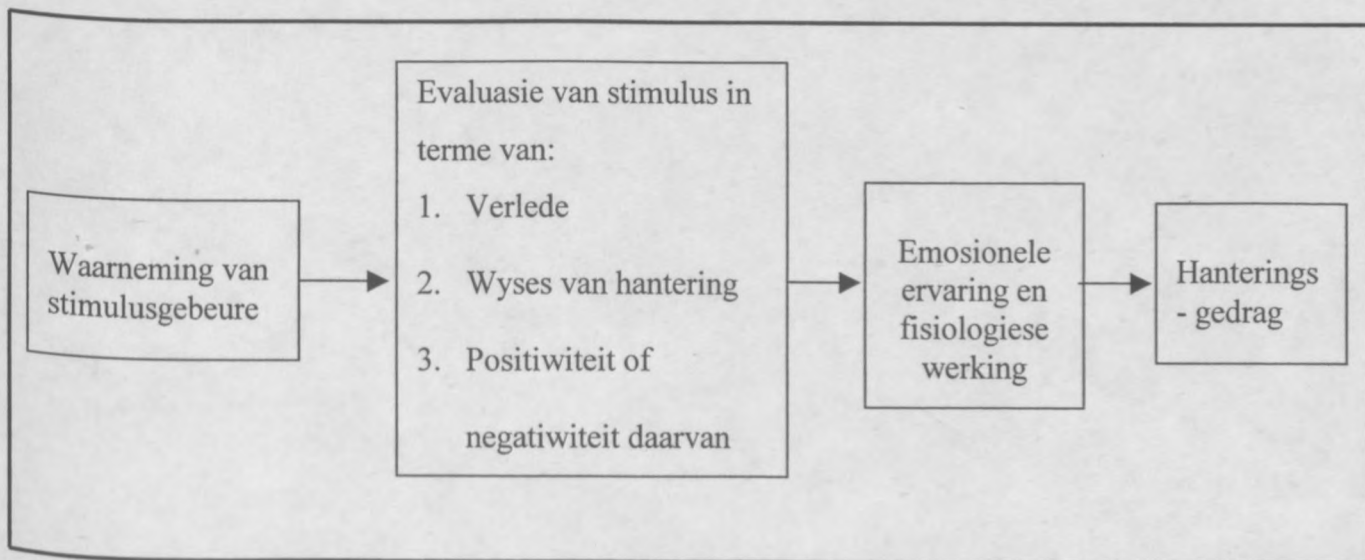 Waarneming van
stimulusgebeure
Evaluasie van stimulus in
terme van:
1. Verlede
2. Wyses van hantering
3. Positiwiteit of
negatiwiteit daarvan
Emosionele
ervaring en
fisiologiese
werking
Hanterings
- gedrag